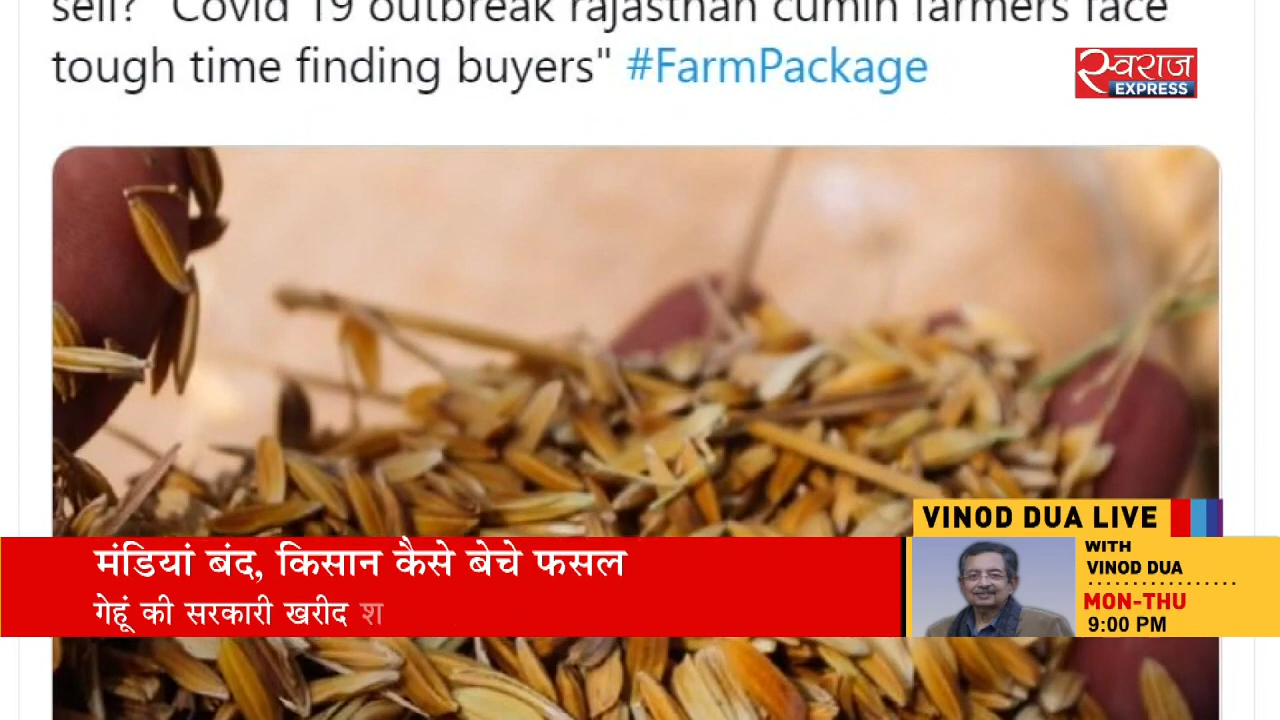 sell? "Covid 19 outbreak rajasthan cumin farmers face
tough time finding buyers" #FarmPackage
स्वराज
EXPRESS
VINOD DUA LIVE
मंडियां बंद, किसान कैसे बेचे फसल
गेहूं की सरकारी खरीद श
WITH
VINOD DUA
MON-THU
9:00 PM